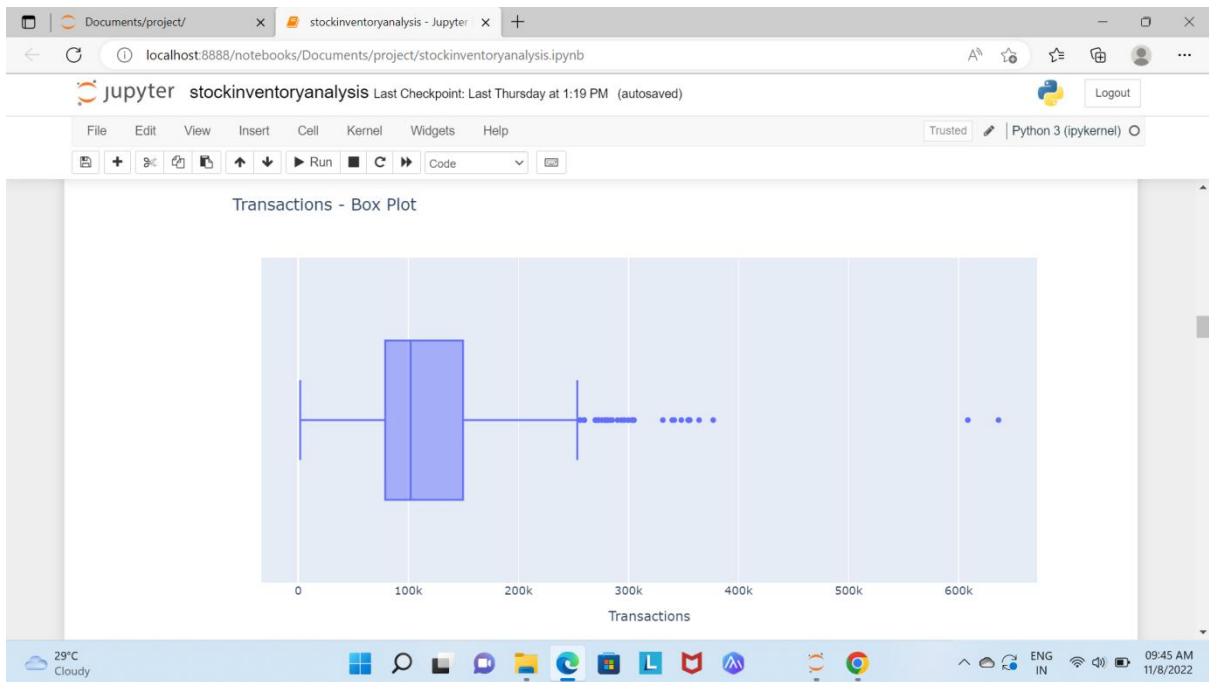 Documents/project/
stockinventoryanalysis - Jupyter
localhost:8888/notebooks/Documents/project/stockinventoryanalysis.ipynb
jupyter stockinventoryanalysis Last Checkpoint: Last Thursday at 1:19 PM (autosaved)
Logout
File Edit View Insert Cell Kernel Widgets Help
Trusted Python 3 (ipykernel)
Run Code
Transactions - Box Plot
0 100k 200k 300k 400k 500k 600k
Transactions
29°C
Cloudy
ENG
IN
09:45 AM
11/8/2022